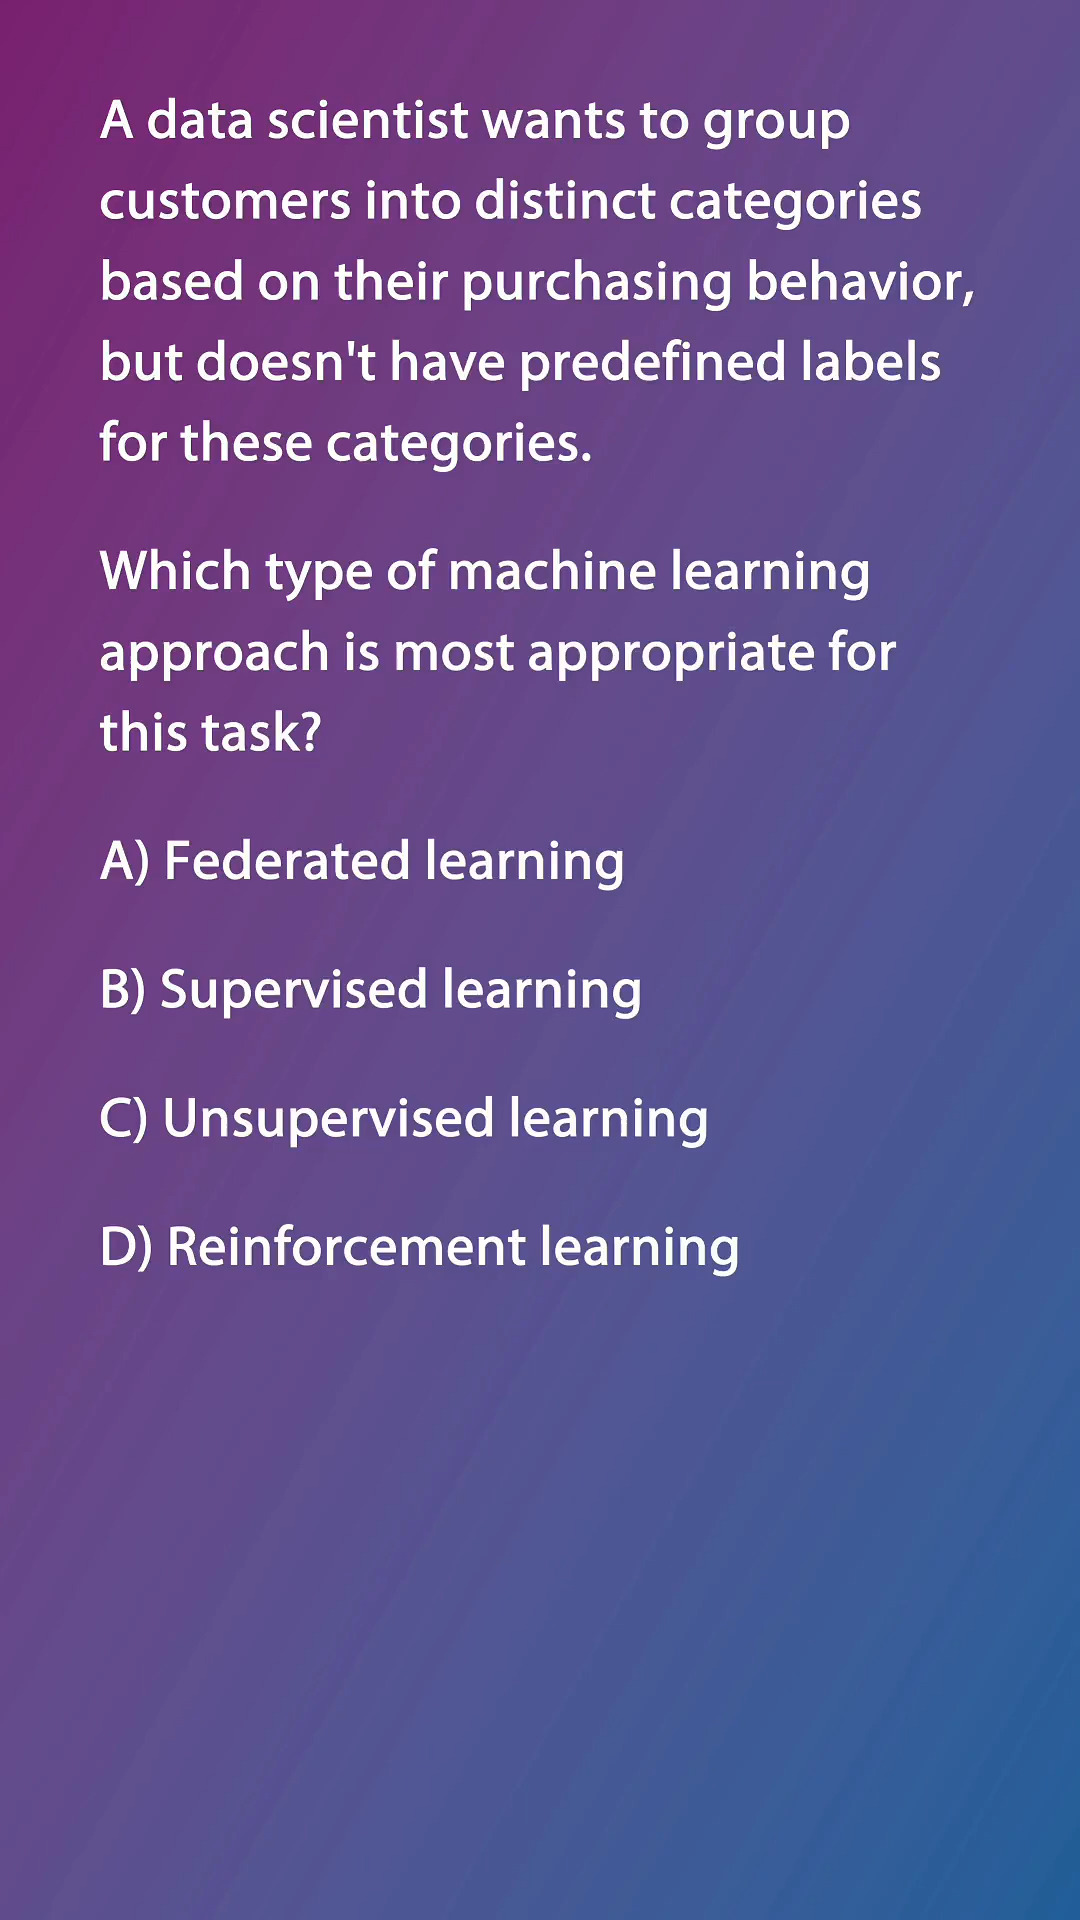 A data scientist wants to group
customers into distinct categories
based on their purchasing behavior,
but doesn't have predefined labels
for these categories.
Which type of machine learning
approach is most appropriate for
this task?
A) Federated learning
B) Supervised learning
C) Unsupervised learning
D) Reinforcement learning